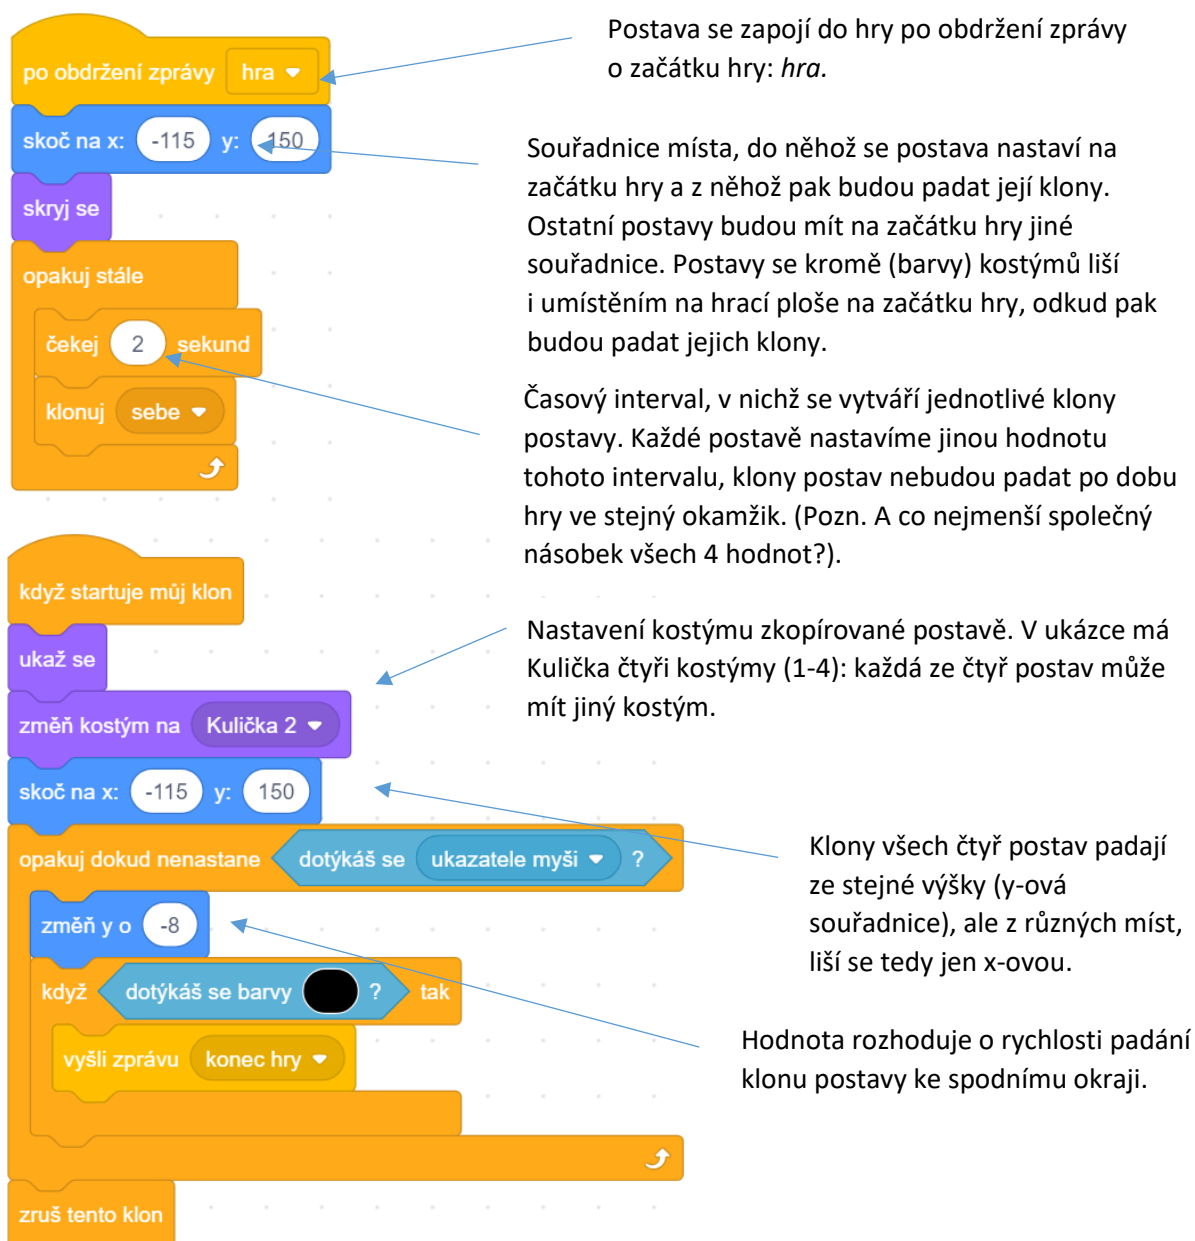 po obdržení zprávy hra
skoč na x: -115 y: 150
skryj se
opakuj stále
čekej 2 sekund
klonuj sebe
Postava se zapojí do hry po obdržení zprávy
o začátku hry: hra.
Souřadnice místa, do něhož se postava nastaví na
začátku hry a z něhož pak budou padat její klony.
Ostatní postavy budou mít na začátku hry jiné
souřadnice. Postavy se kromě (barvy) kostýmů liší
i umístěním na hrací ploše na začátku hry, odkud pak
budou padat jejich klony.
Časový interval, v nichž se vytváří jednotlivé klony
postavy. Každé postavě nastavíme jinou hodnotu
tohoto intervalu, klony postav nebudou padat po dobu
hry ve stejný okamžik. (Pozn. A co nejmenší společný
násobek všech 4 hodnot?).
když startuje můj klon
ukaž se
změň kostým na Kulička 2
skoč na x: -115 y: 150
opakuj dokud nenastane dotýkáš se ukazatele myši ?
změň y o -8
když dotýkáš se barvy ? tak
vyšli zprávu konec hry
zruš tento klon
Nastavení kostýmu zkopírované postavě. V ukázce má
Kulička čtyři kostýmy (1-4): každá ze čtyř postav může
mít jiný kostým.
Klony všech čtyř postav padají
ze stejné výšky (y-ová
souřadnice), ale z různých míst,
liší se tedy jen x-ovou.
Hodnota rozhoduje o rychlosti padání
klonu postavy ke spodnímu okraji.